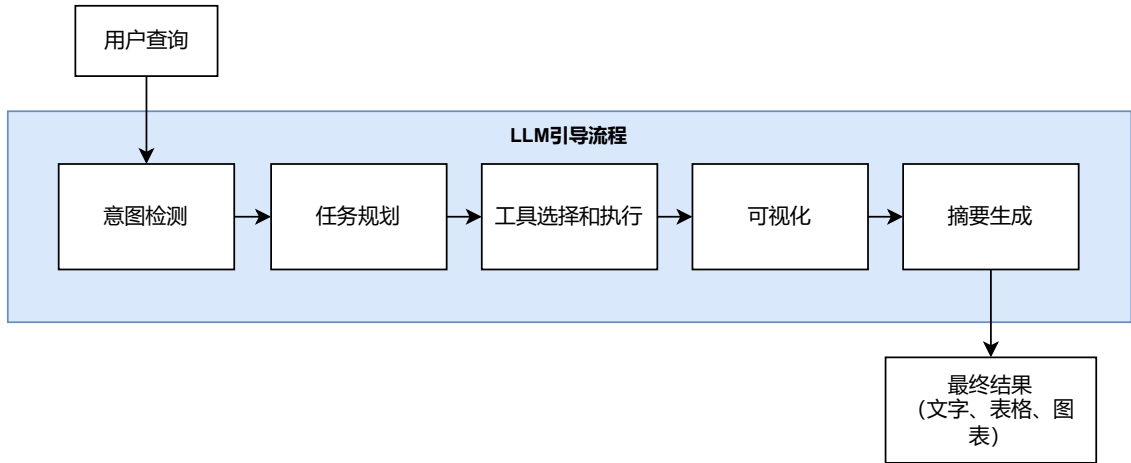 用户查询
LLM引导流程
意图检测
任务规划
工具选择和执行
可视化
摘要生成
最终结果
（文字、表格、图
表）